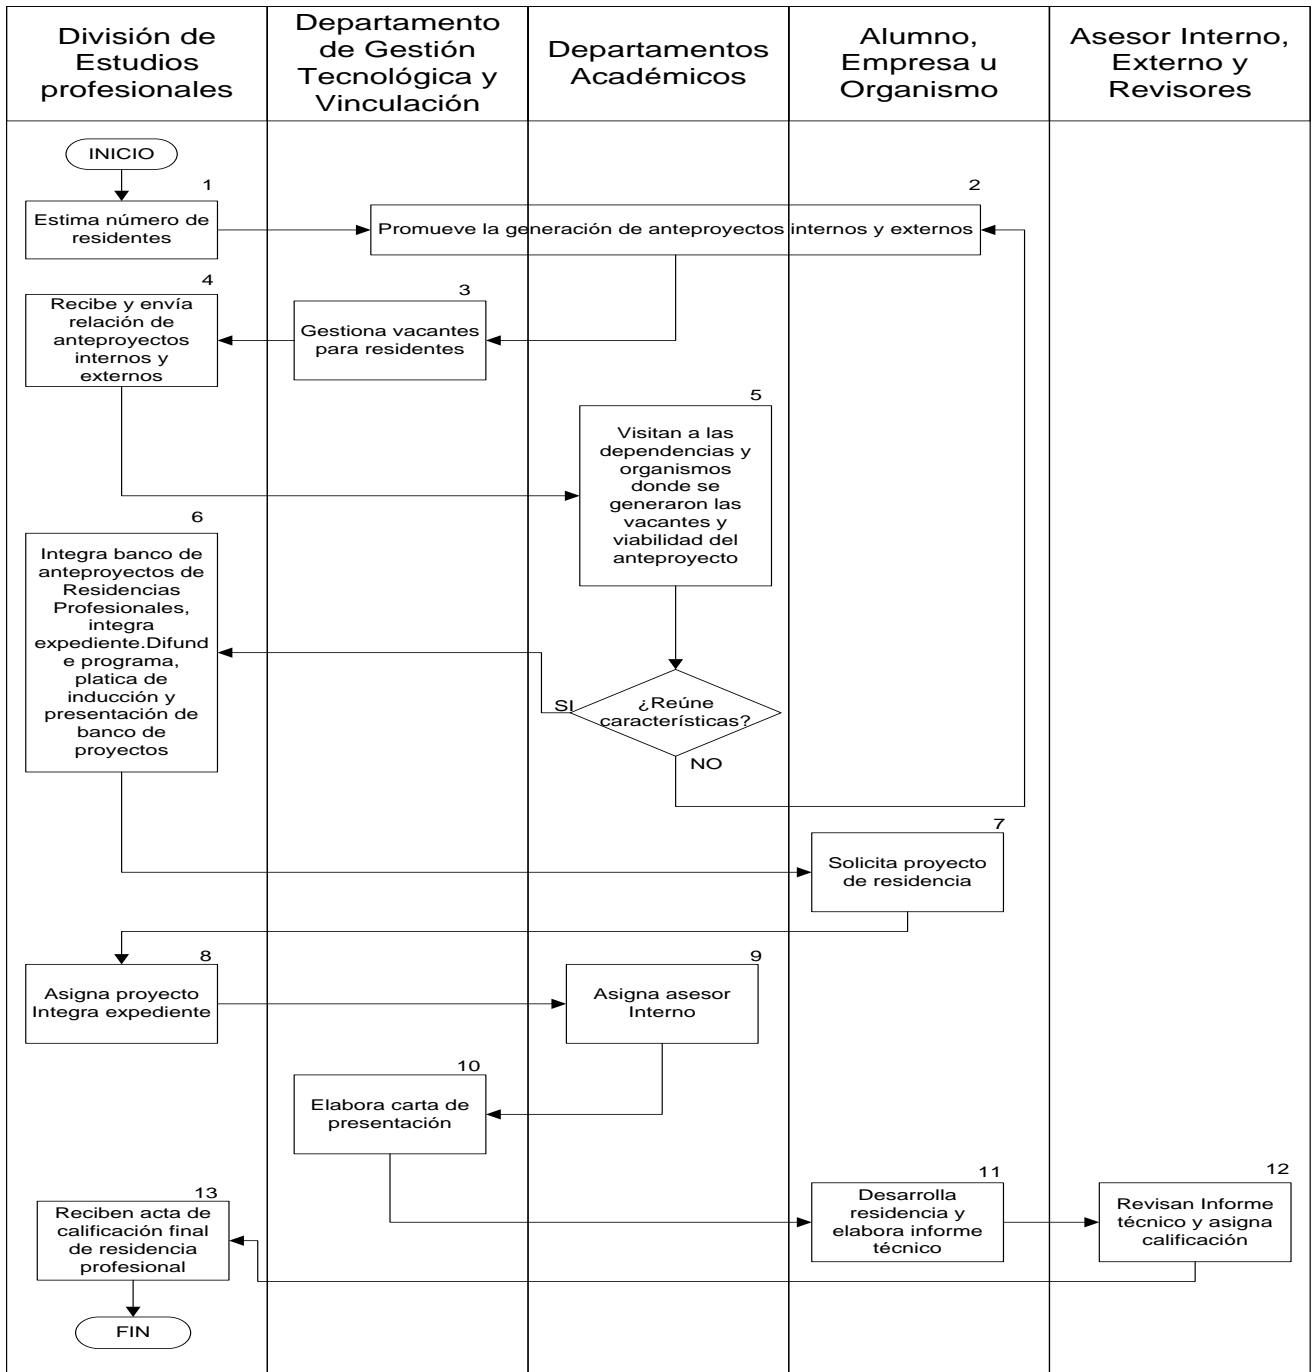 División de
Estudios
profesionales
Departamento
de Gestión
Tecnológica y
Vinculación
Departamentos
Académicos
Alumno,
Empresa u
Organismo
Asesor Interno,
Externo y
Revisores
INICIO
1
Estima número de
residentes
2
Promueve la generación de anteproyectos internos y externos
3
Gestiona vacantes
para residentes
4
Recibe y envía
relación de
anteproyectos
internos y
externos
5
Visitan a las
dependencias y
organismos
donde se
generaron las
vacantes y
viabilidad del
anteproyecto
¿Reúne
características?
SI
NO
6
Integra banco de
anteproyectos de
Residencias
Profesionales,
integra
expediente.Difund
e programa,
platica de
inducción y
presentación de
banco de
proyectos
7
Solicita proyecto
de residencia
8
Asigna proyecto
Integra expediente
9
Asigna asesor
Interno
10
Elabora carta de
presentación
11
Desarrolla
residencia y
elabora informe
técnico
12
Revisan Informe
técnico y asigna
calificación
13
Reciben acta de
calificación final
de residencia
profesional
FIN